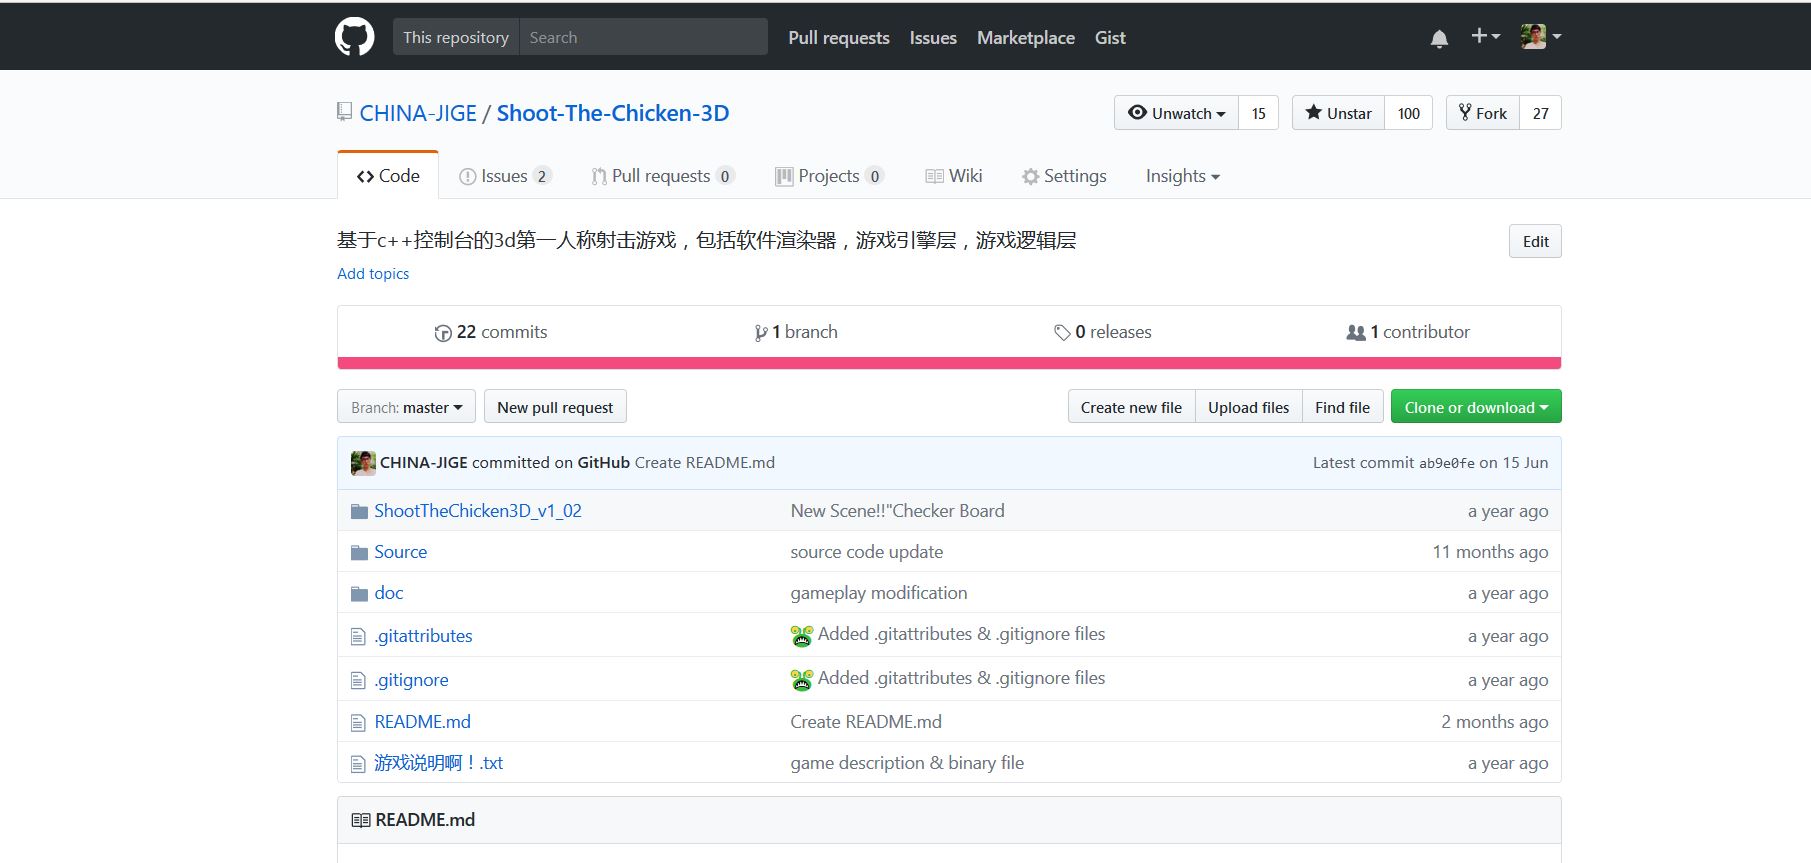 This repository Search Pull requests Issues Marketplace Gist
CHINA-JIGE / Shoot-The-Chicken-3D Unwatch 15 Unstar 100 Fork 27
Code Issues 2 Pull requests 0 Projects 0 Wiki Settings Insights
基于c++控制台的3d第一人称射击游戏，包括软件渲染器，游戏引擎层，游戏逻辑层 Edit
Add topics
22 commits 1 branch 0 releases 1 contributor
Branch: master New pull request Create new file Upload files Find file Clone or download
CHINA-JIGE committed on GitHub Create README.md Latest commit ab9e0fe on 15 Jun
ShootTheChicken3D_v1_02 New Scene!!"Checker Board a year ago
Source source code update 11 months ago
doc gameplay modification a year ago
.gitattributes Added .gitattributes & .gitignore files a year ago
.gitignore Added .gitattributes & .gitignore files a year ago
README.md Create README.md 2 months ago
游戏说明啊！.txt game description & binary file a year ago
README.md